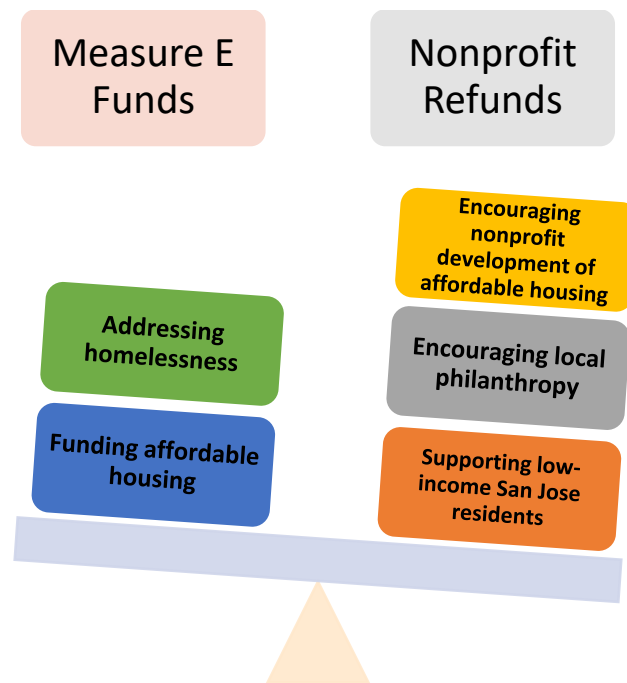 Measure E
Funds
Nonprofit
Refunds
Encouraging
nonprofit
development of
affordable housing
Addressing
homelessness
Encouraging local
philanthropy
Funding affordable
housing
Supporting low-
income San Jose
residents